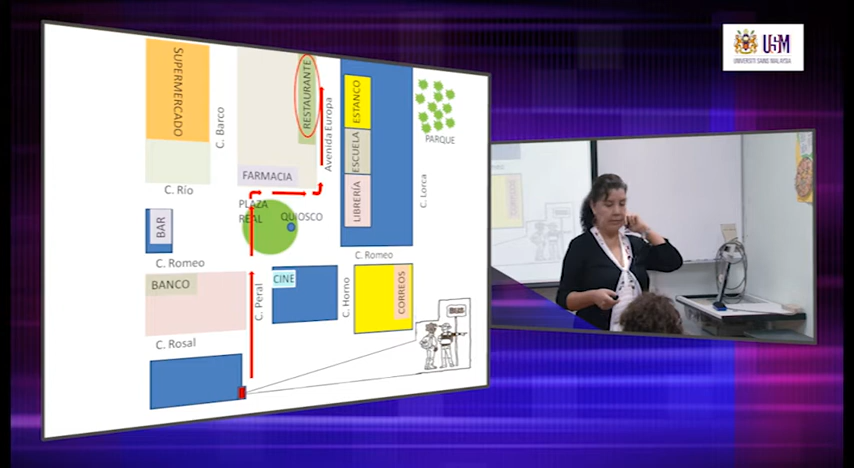 USM
UNIVERSITI SAINS MALAYSIA
SUPERMERCADO
C. Barco
RESTAURANTE
Avenida Europa
ESTANCO
ESCUELA
LIBRERÍA
PARQUE
C. Lorca
FARMACIA
C. Río
PLAZA
REAL
QUIOSCO
BAR
C. Romeo
C. Romeo
BANCO
C. Peral
CINE
C. Horno
CORREOS
C. Rosal
BUS